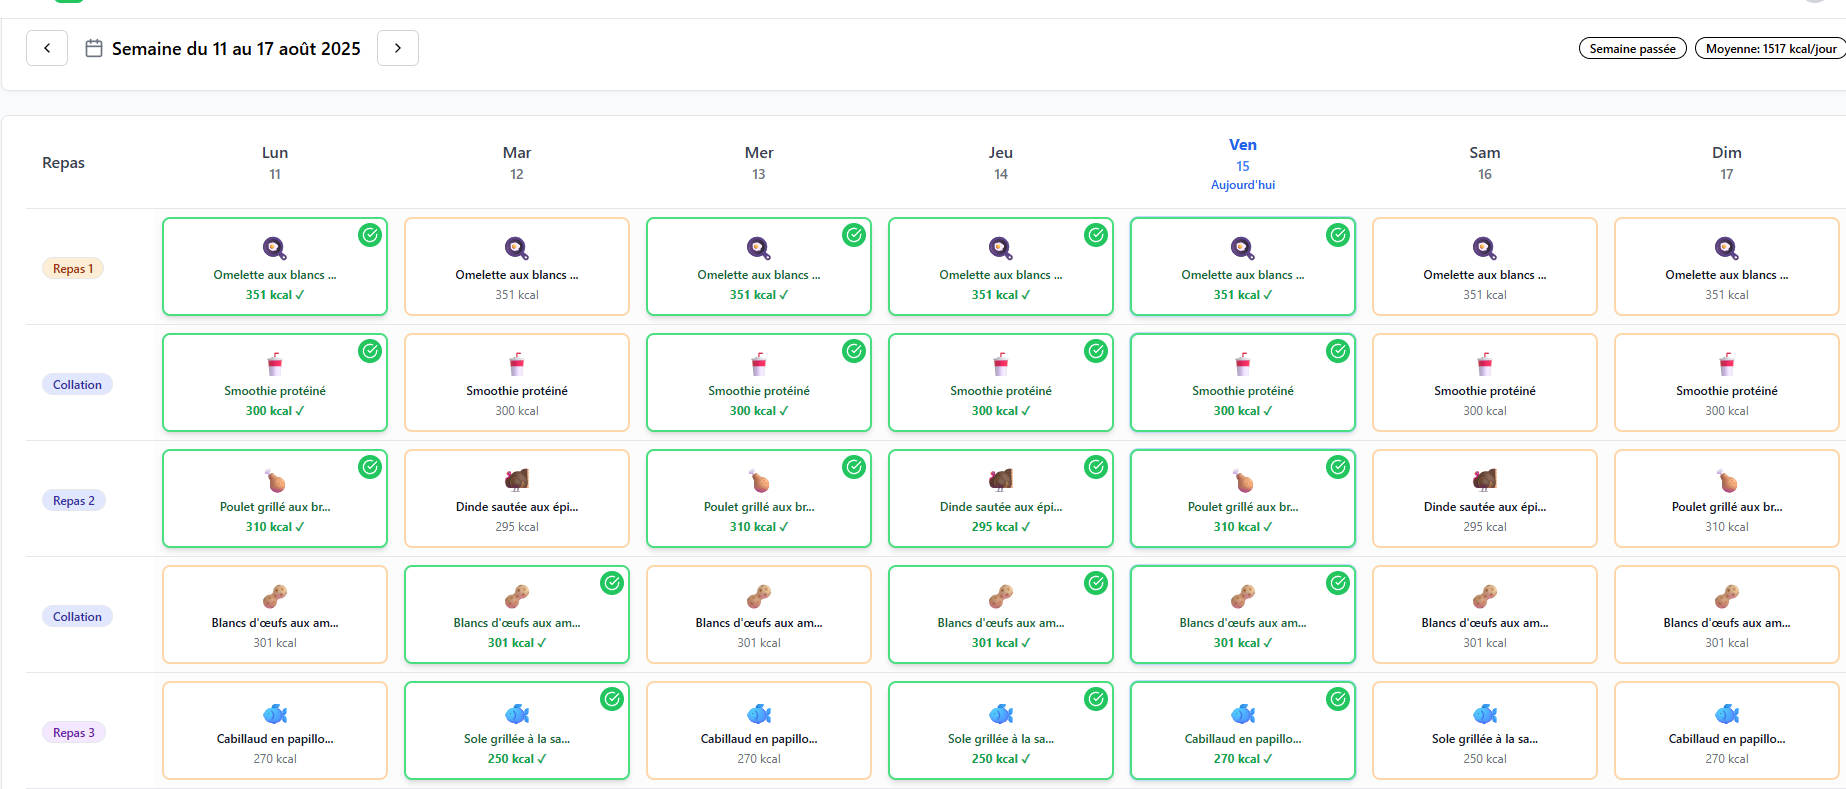 Semaine du 11 au 17 août 2025
Semaine passée
Moyenne: 1517 kcal/jour
Repas
Lun
11
Mar
12
Mer
13
Jeu
14
Ven
15
Aujourd'hui
Sam
16
Dim
17
Repas 1
Omelette aux blancs ...
351 kcal ✓
Omelette aux blancs ...
351 kcal
Omelette aux blancs ...
351 kcal ✓
Omelette aux blancs ...
351 kcal ✓
Omelette aux blancs ...
351 kcal ✓
Omelette aux blancs ...
351 kcal
Omelette aux blancs ...
351 kcal
Collation
Smoothie protéiné
300 kcal ✓
Smoothie protéiné
300 kcal
Smoothie protéiné
300 kcal ✓
Smoothie protéiné
300 kcal ✓
Smoothie protéiné
300 kcal ✓
Smoothie protéiné
300 kcal
Smoothie protéiné
300 kcal
Repas 2
Poulet grillé aux br...
310 kcal ✓
Dinde sautée aux épi...
295 kcal
Poulet grillé aux br...
310 kcal ✓
Dinde sautée aux épi...
295 kcal ✓
Poulet grillé aux br...
310 kcal ✓
Dinde sautée aux épi...
295 kcal
Poulet grillé aux br...
310 kcal
Collation
Blancs d'œufs aux am...
301 kcal
Blancs d'œufs aux am...
301 kcal ✓
Blancs d'œufs aux am...
301 kcal
Blancs d'œufs aux am...
301 kcal ✓
Blancs d'œufs aux am...
301 kcal ✓
Blancs d'œufs aux am...
301 kcal
Blancs d'œufs aux am...
301 kcal
Repas 3
Cabillaud en papillo...
270 kcal
Sole grillée à la sa...
250 kcal ✓
Cabillaud en papillo...
270 kcal
Sole grillée à la sa...
250 kcal ✓
Cabillaud en papillo...
270 kcal ✓
Sole grillée à la sa...
250 kcal
Cabillaud en papillo...
270 kcal